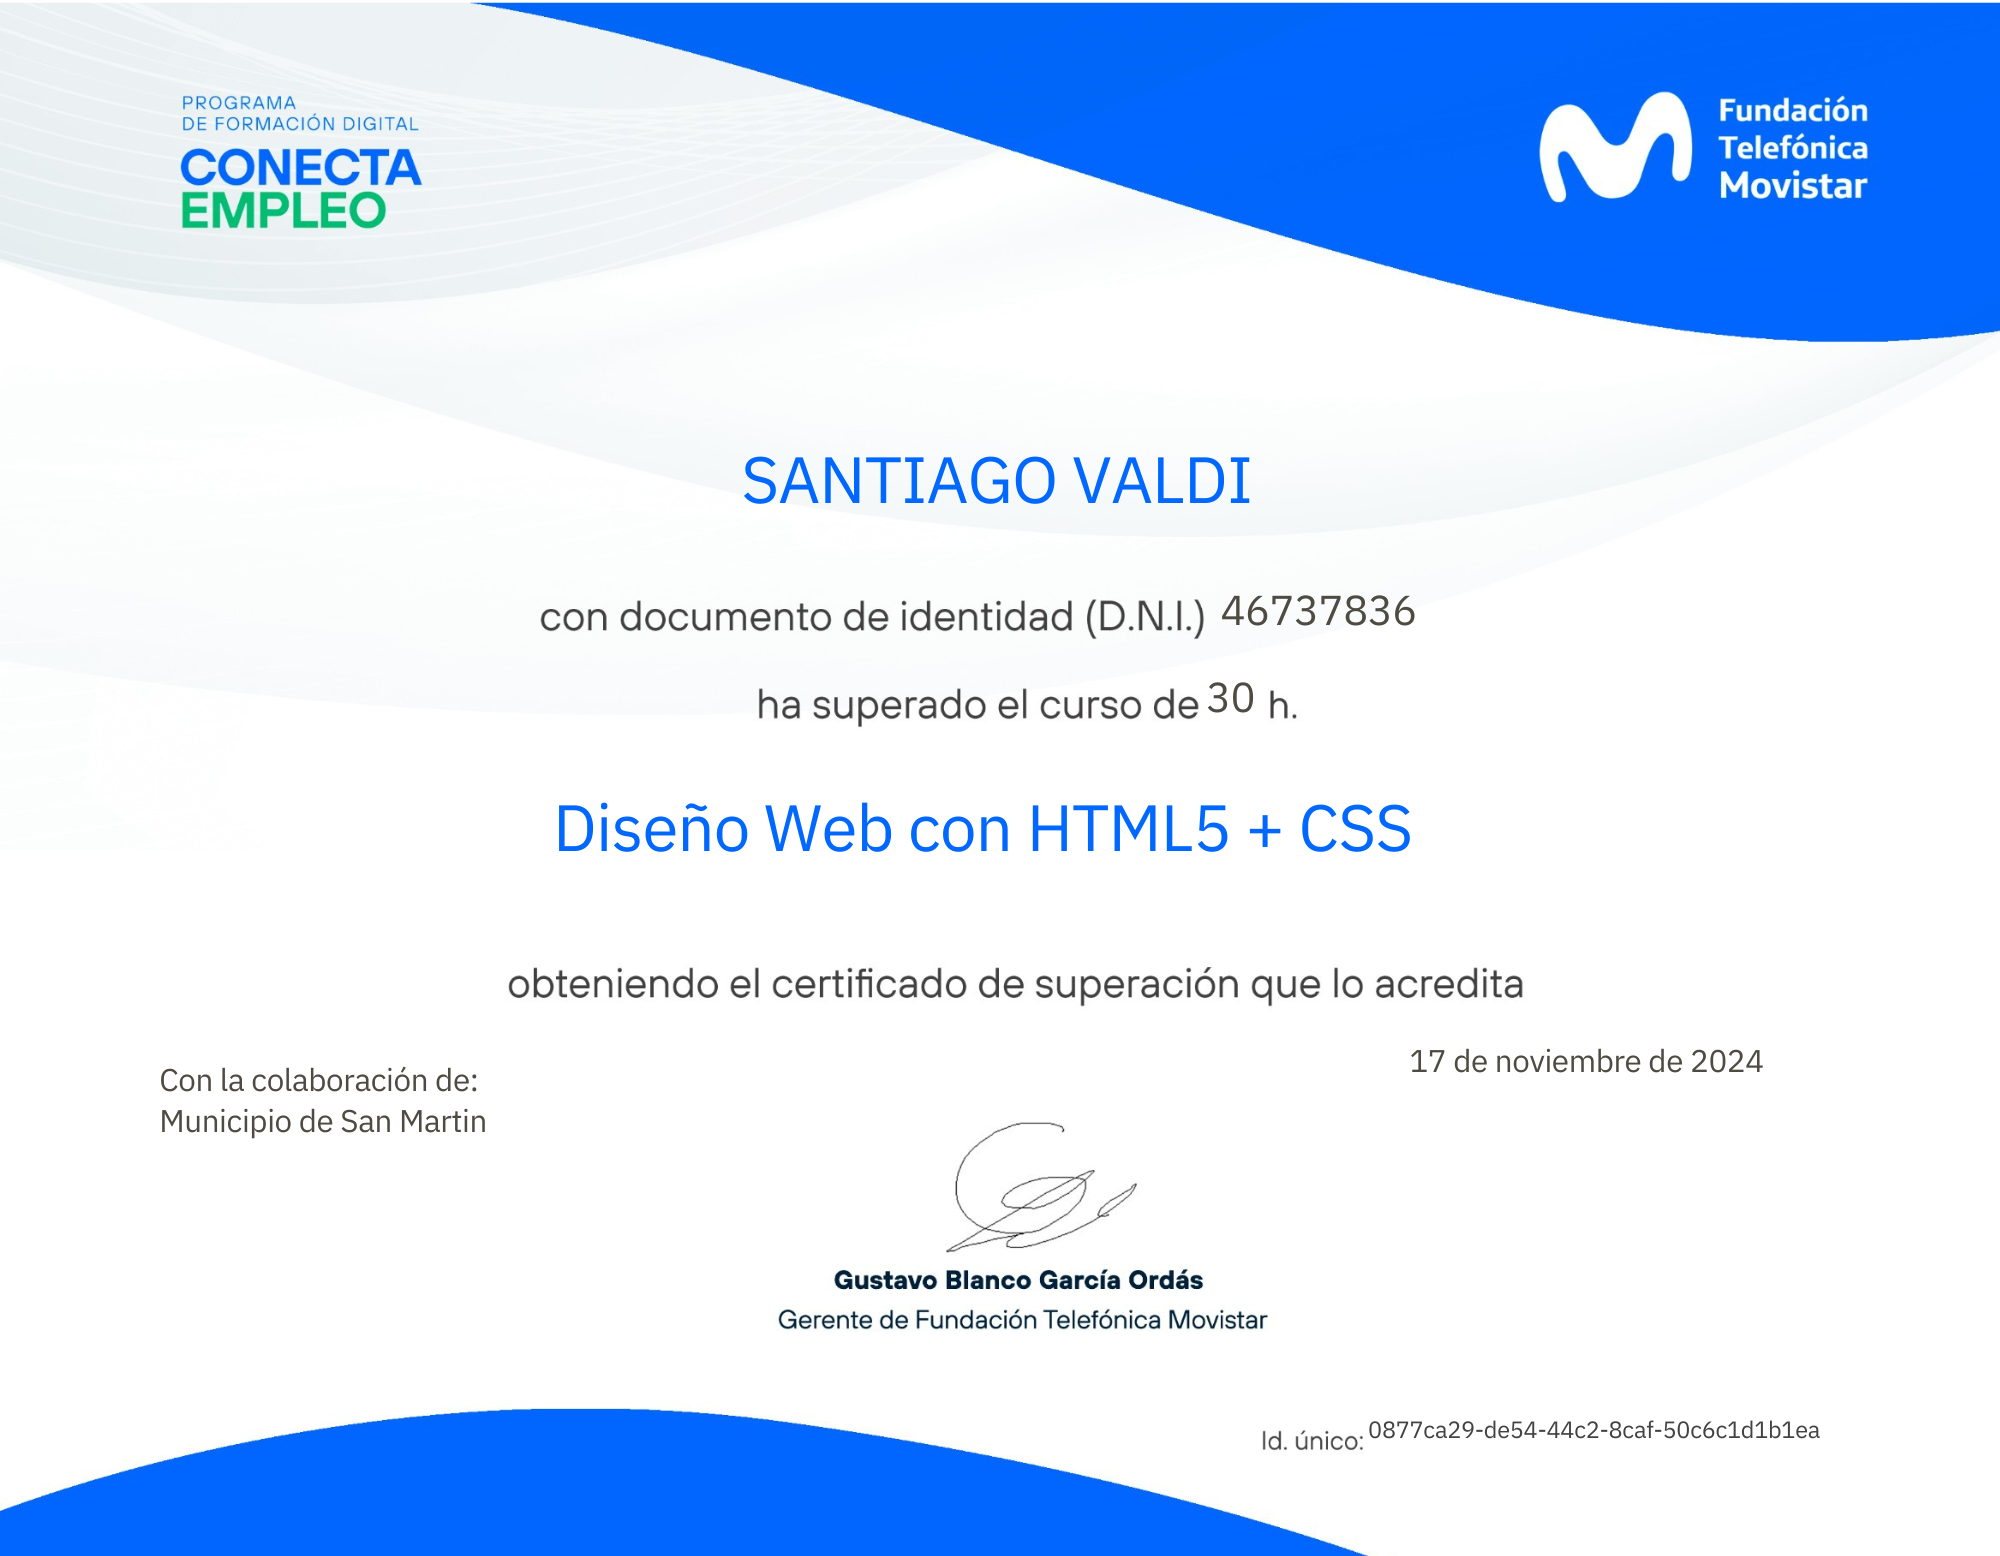 PROGRAMA
DE FORMACIÓN DIGITAL
CONECTA
EMPLEO
Fundación
Telefónica
Movistar
SANTIAGO VALDI
con documento de identidad (D.N.I.) 46737836
ha superado el curso de 30 h.
Diseño Web con HTML5 + CSS
obteniendo el certificado de superación que lo acredita
17 de noviembre de 2024
Con la colaboración de:
Municipio de San Martin
Gustavo Blanco García Ordás
Gerente de Fundación Telefónica Movistar
Id. único: 0877ca29-de54-44c2-8caf-50c6c1d1b1ea